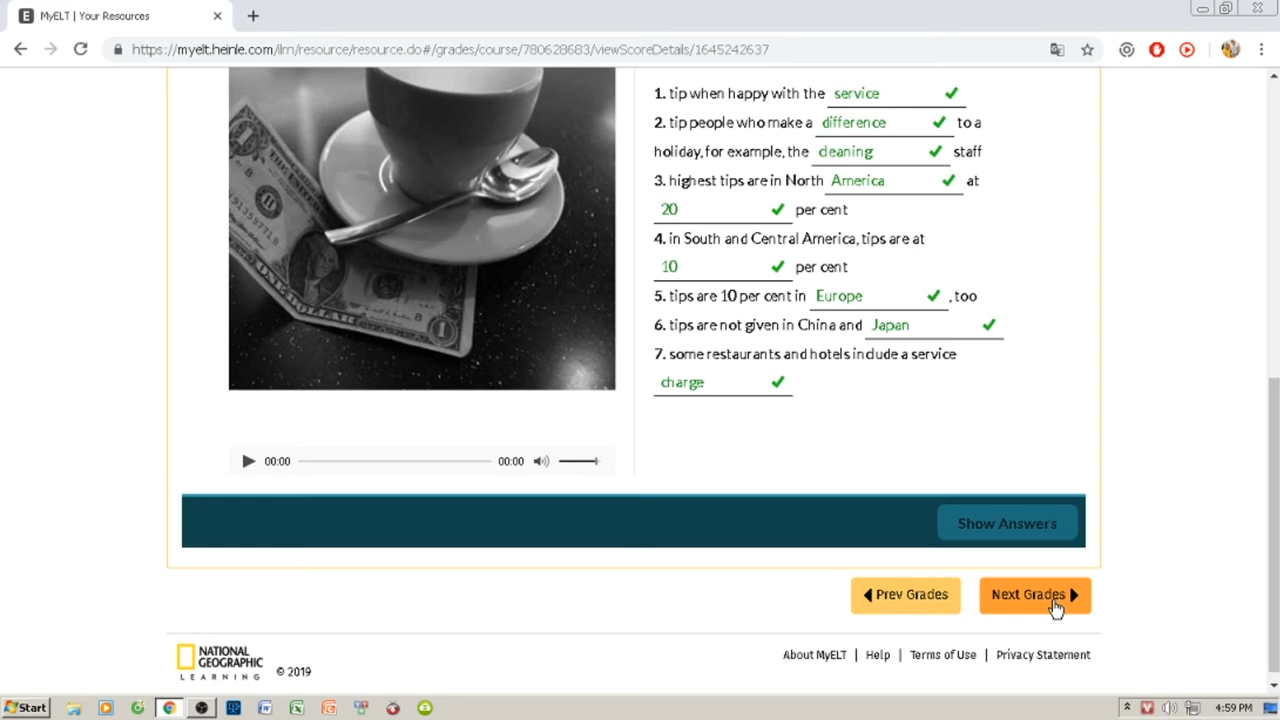 MyELT | Your Resources
https://myelt.heinle.com/ilrn/resource/resource.do#/grades/course/780628683/viewScoreDetails/1645242637
1. tip when happy with the service
2. tip people who make a difference to a
holiday, for example, the cleaning staff
3. highest tips are in North America at
20 per cent
4. in South and Central America, tips are at
10 per cent
5. tips are 10 per cent in Europe , too
6. tips are not given in China and Japan
7. some restaurants and hotels include a service
charge
ONE DOLLAR
00:00 00:00
Show Answers
Prev Grades Next Grades
NATIONAL
GEOGRAPHIC
LEARNING © 2019
About MyELT | Help | Terms of Use | Privacy Statement
Start 4:59 PM